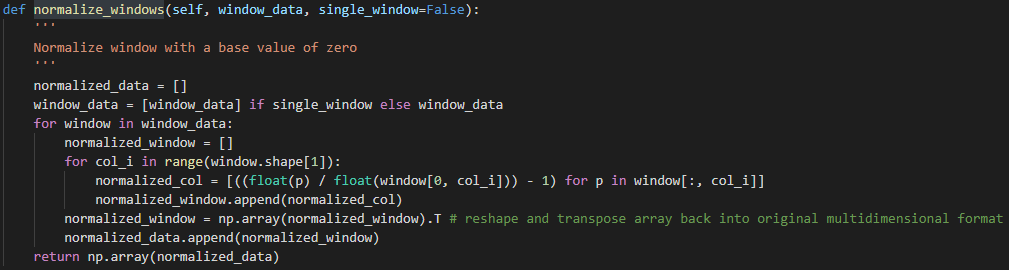 def normalize_windows(self, window_data, single_window=False):
    '''
    Normalize window with a base value of zero
    '''
    normalized_data = []
    window_data = [window_data] if single_window else window_data
    for window in window_data:
        normalized_window = []
        for col_i in range(window.shape[1]):
            normalized_col = [((float(p) / float(window[0, col_i])) - 1) for p in window[:, col_i]]
            normalized_window.append(normalized_col)
        normalized_window = np.array(normalized_window).T # reshape and transpose array back into original multidimensional format
        normalized_data.append(normalized_window)
    return np.array(normalized_data)